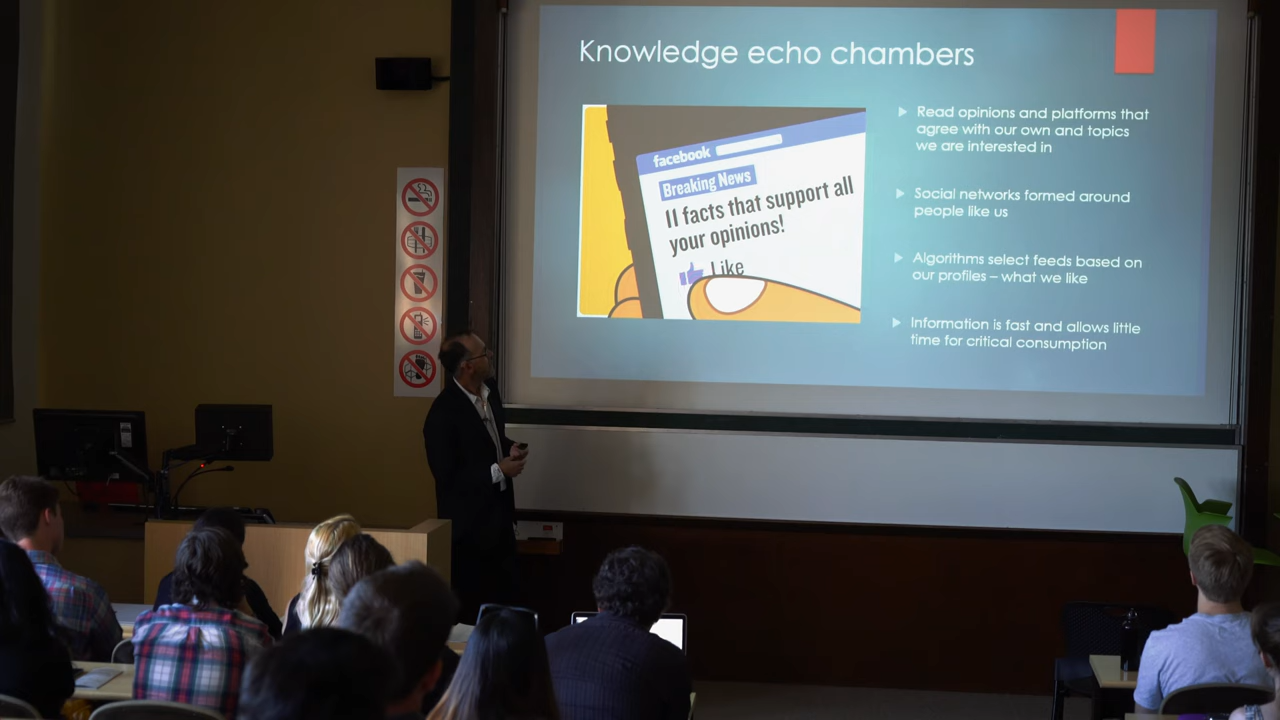 Knowledge echo chambers
facebook
Breaking News
11 facts that support all
your opinions!
Like
Read opinions and platforms that
agree with our own and topics
we are interested in
Social networks formed around
people like us
Algorithms select feeds based on
our profiles – what we like
Information is fast and allows little
time for critical consumption